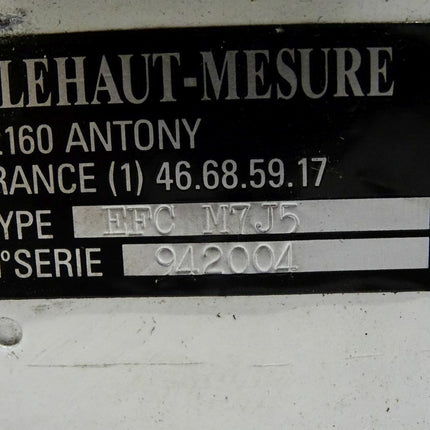 LEHAUT-MESURE
160 ANTONY
RANCE (1) 46.68.59.17
YPE EFC M7J5
°SERIE 942004